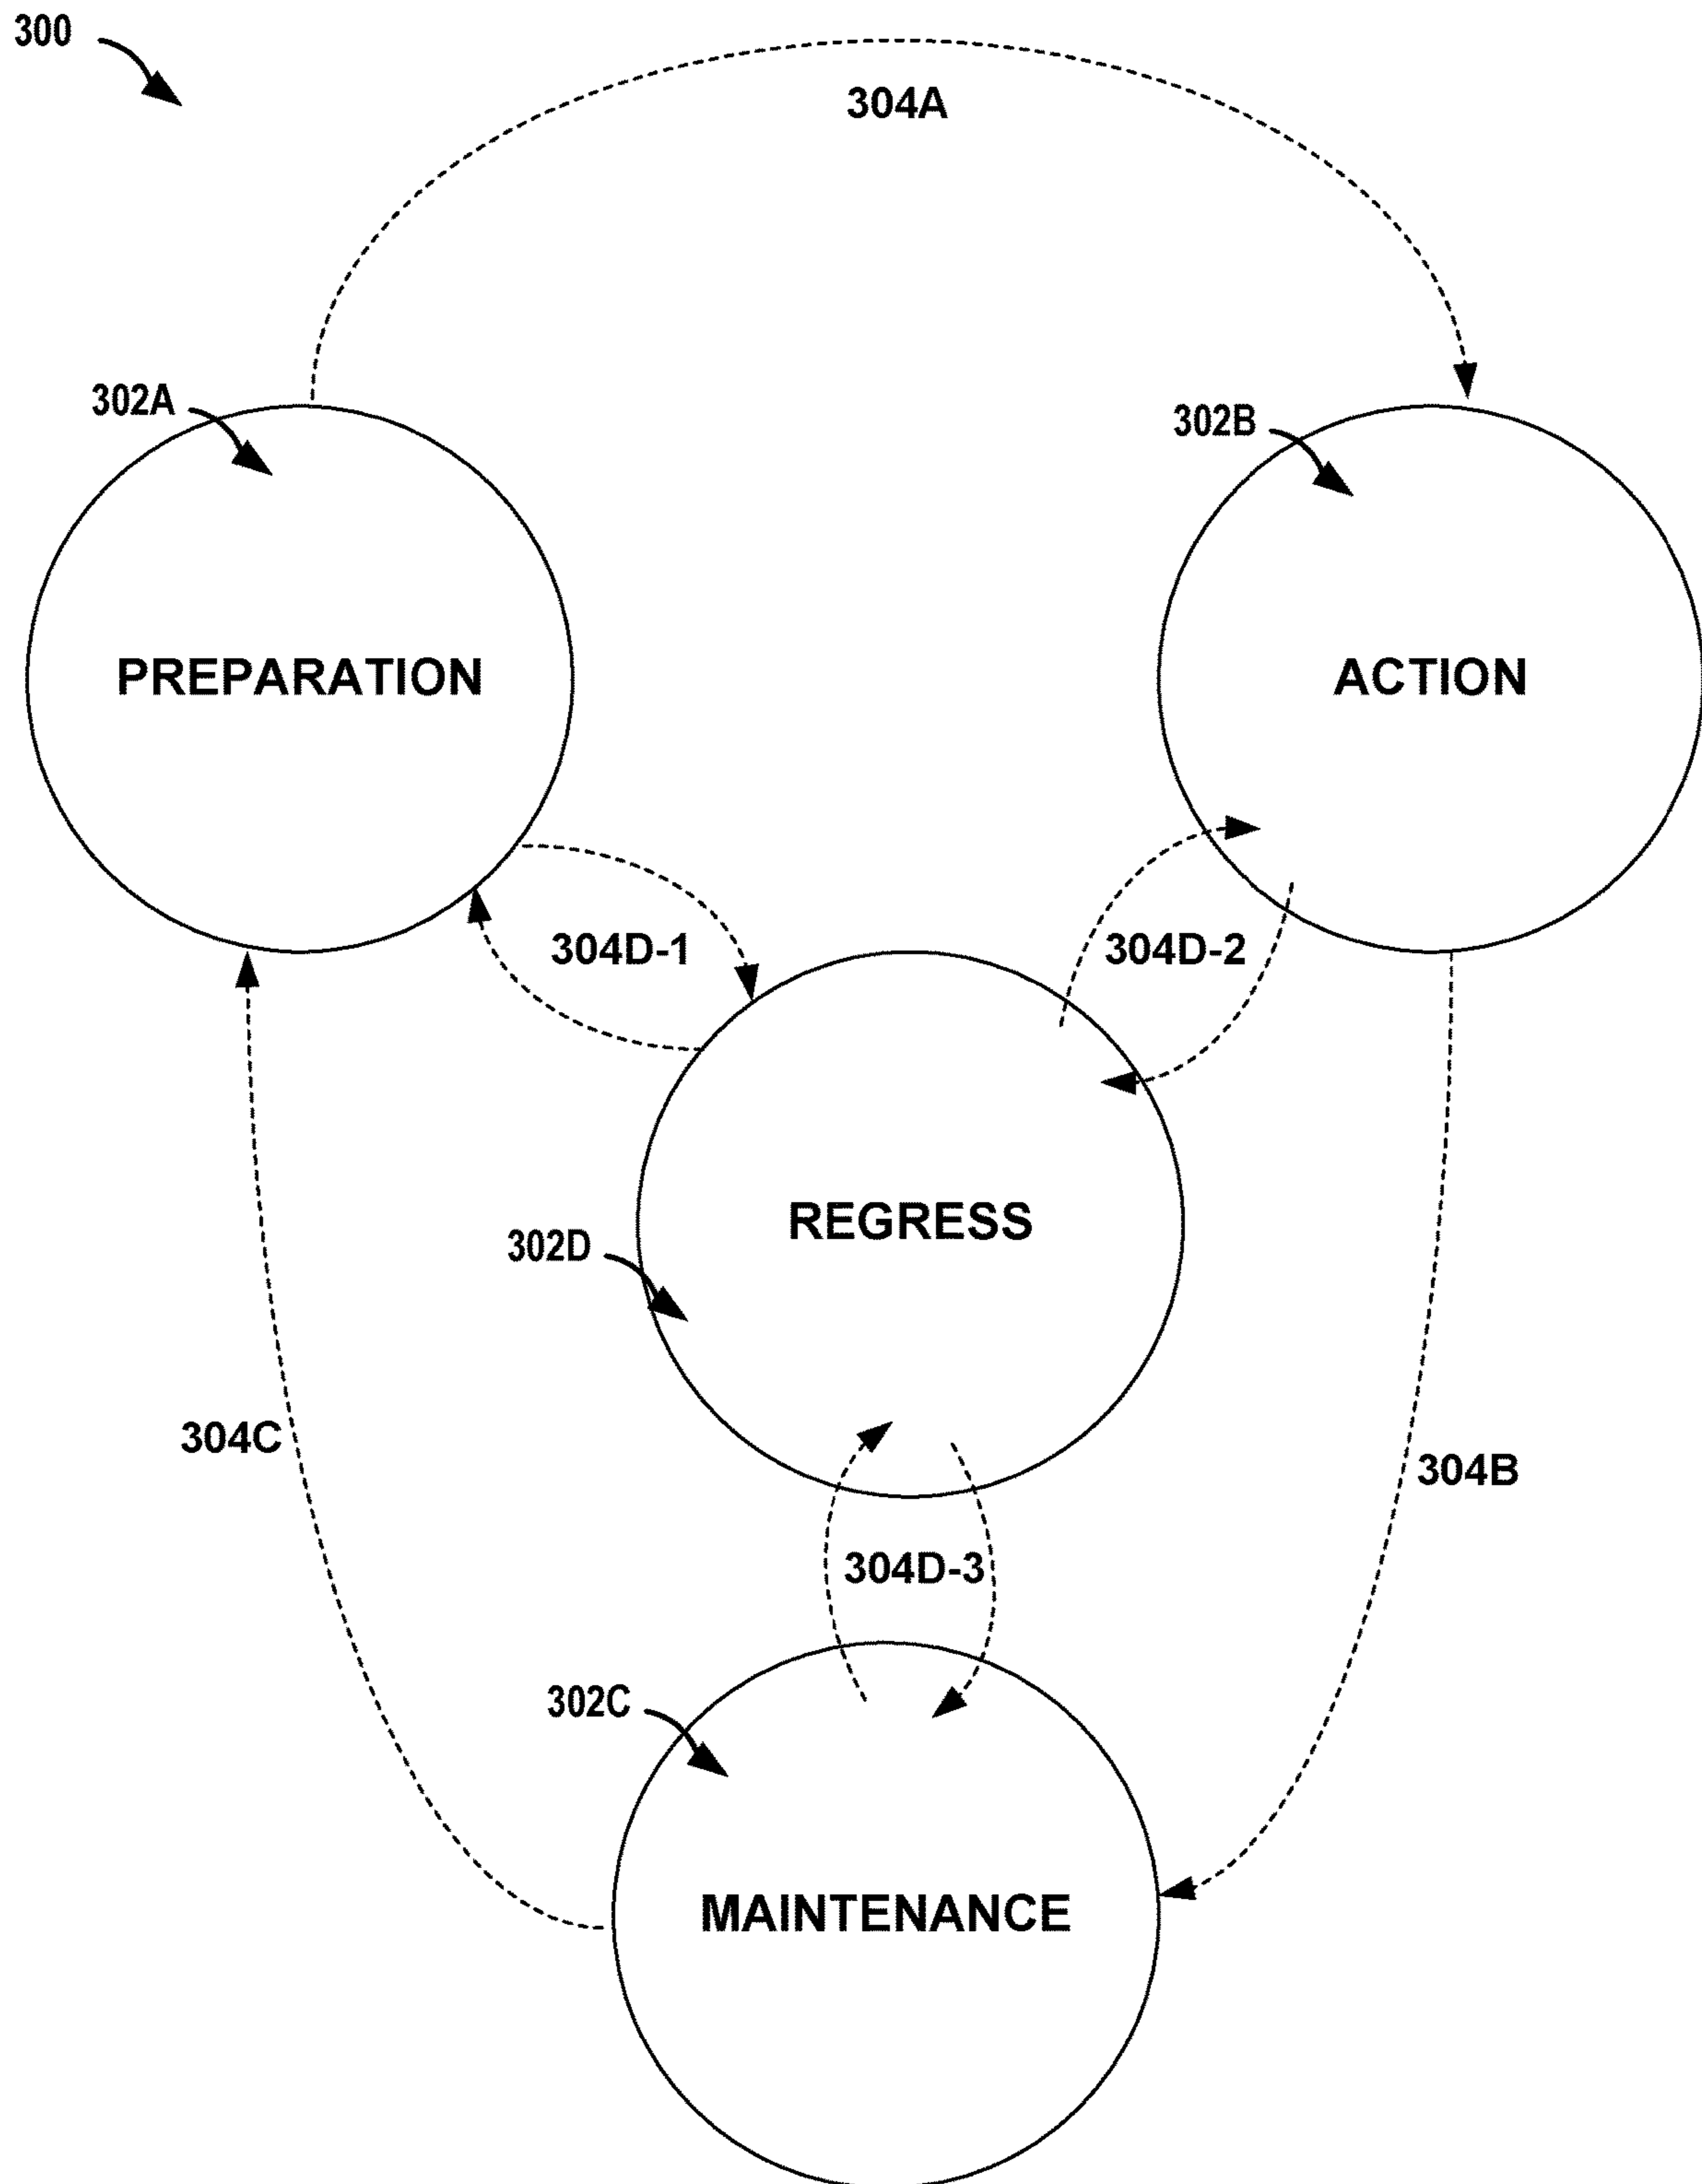 300
304A
302A
302B
PREPARATION
ACTION
304D-1
304D-2
REGRESS
302D
304C
304B
304D-3
302C
MAINTENANCE